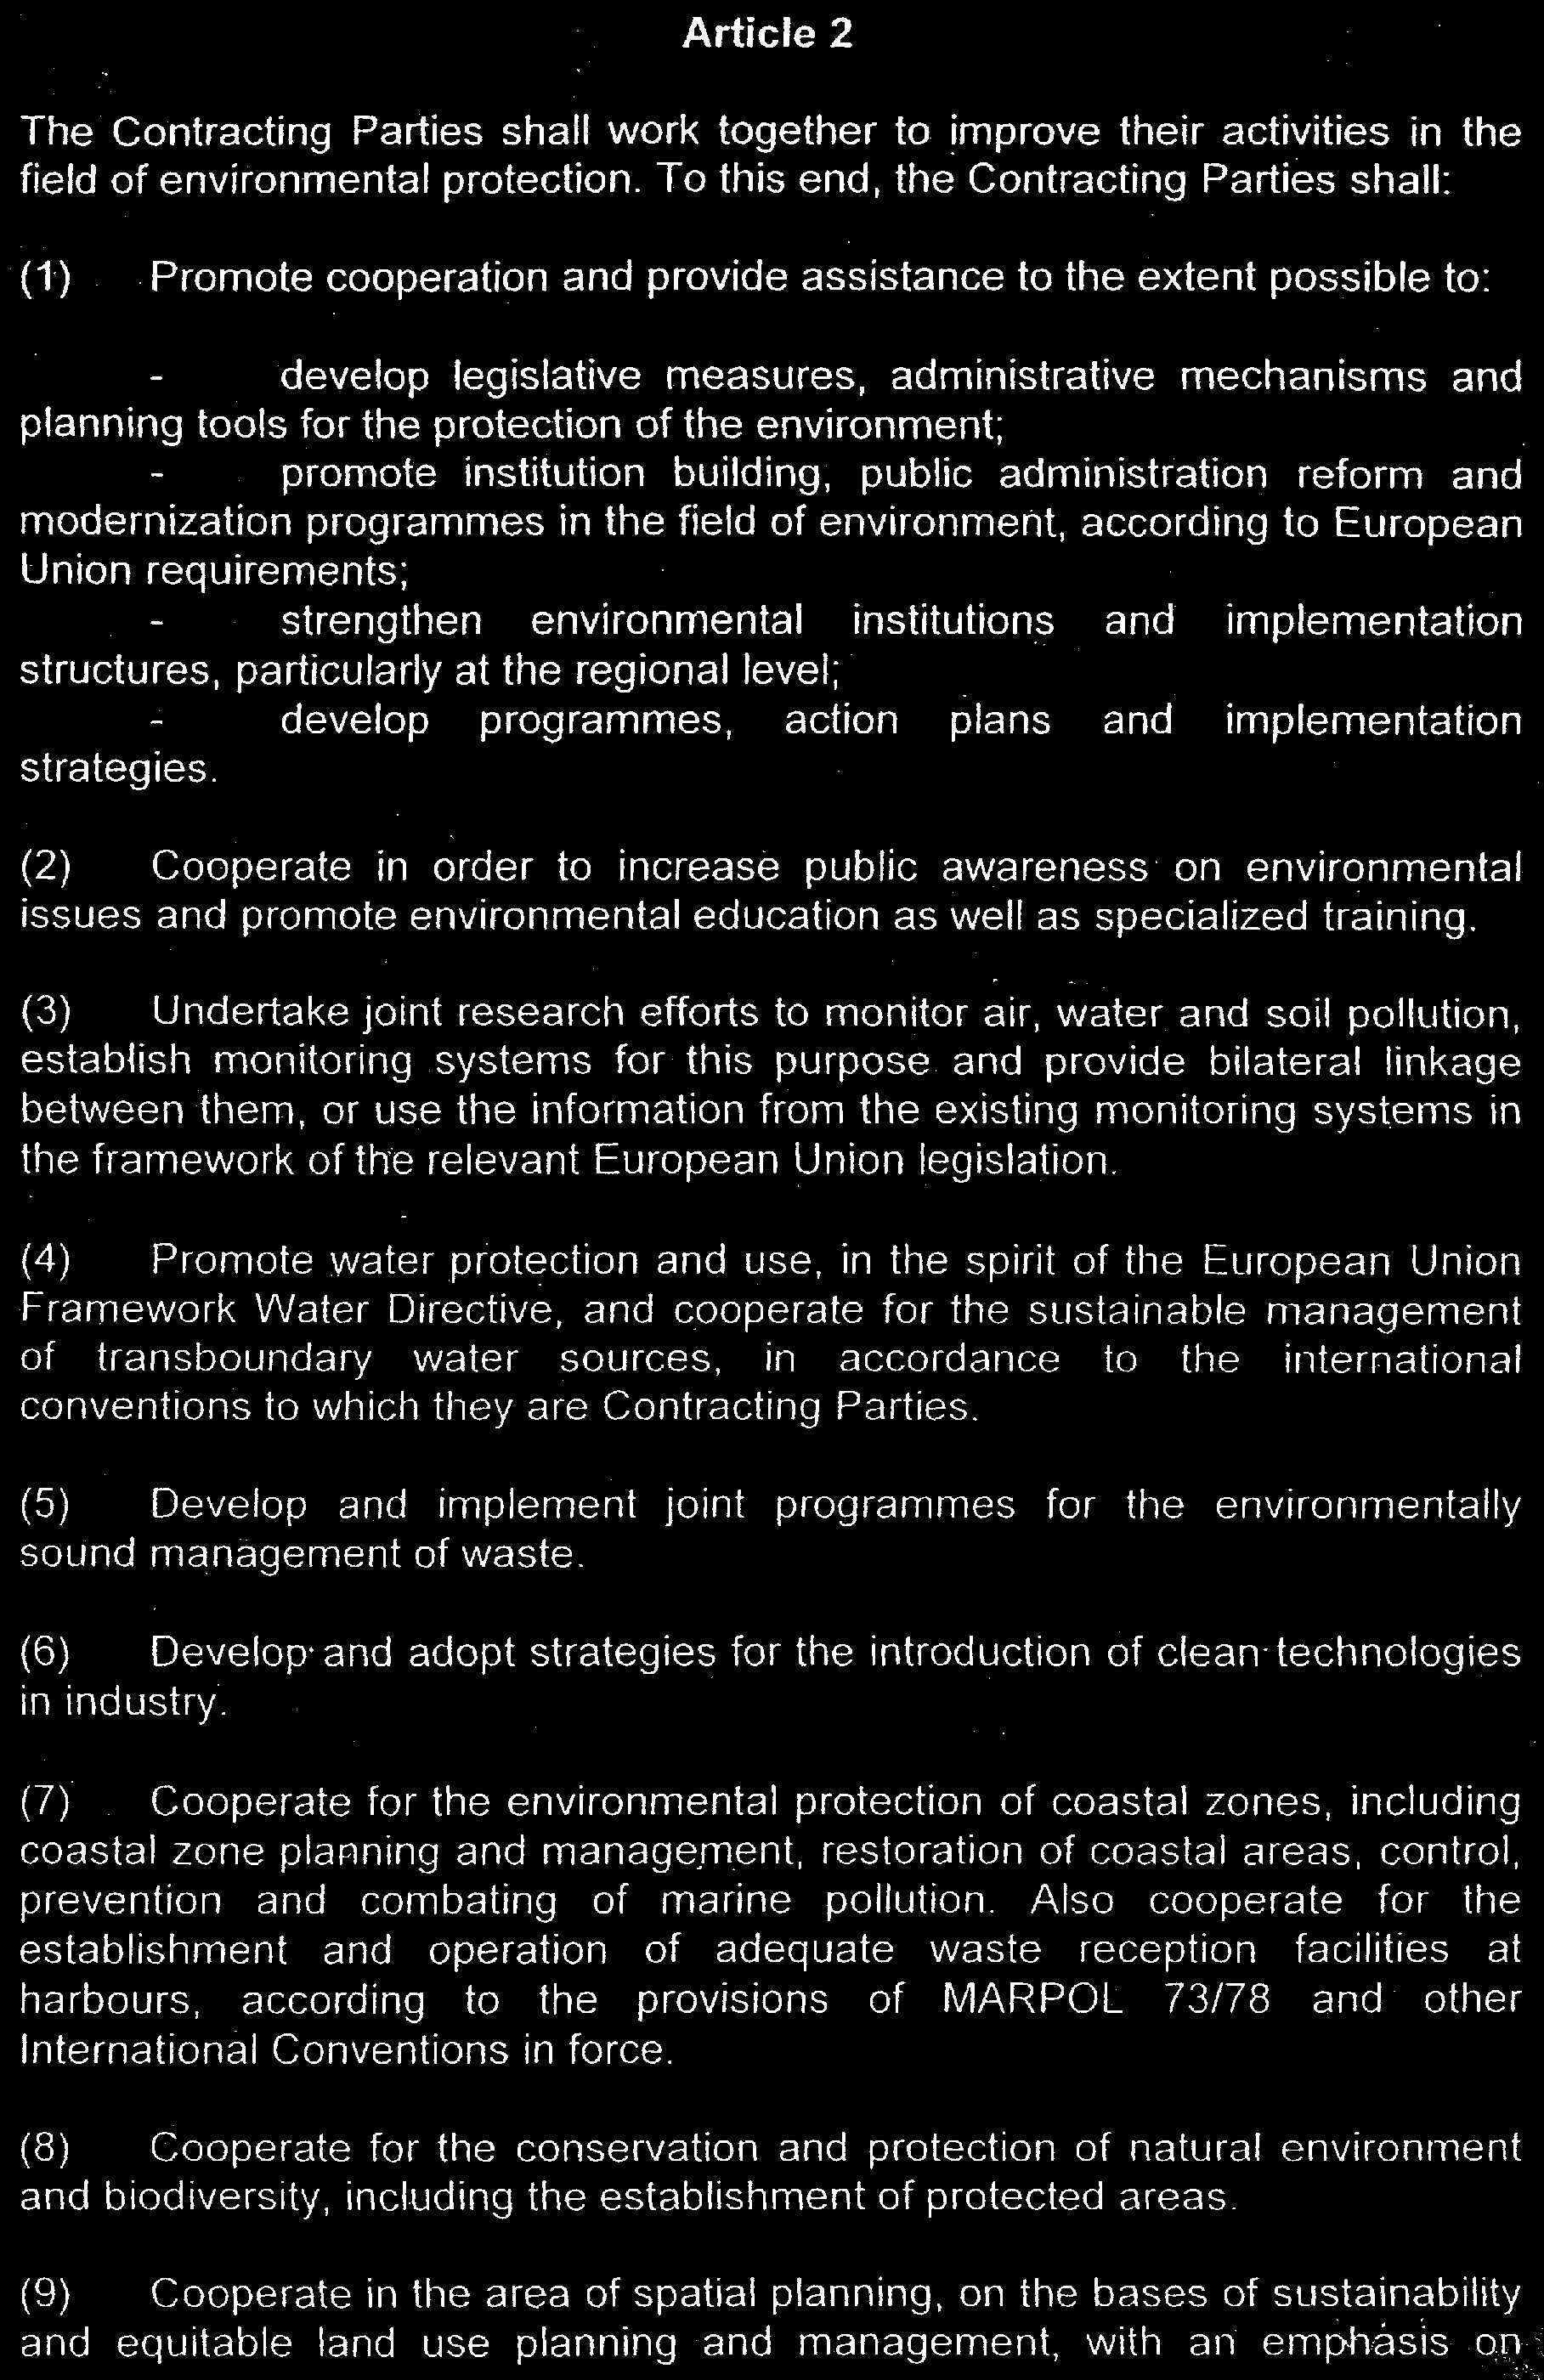 Article 2
The Contracting Parties shall work together to improve their activities in the
field of environmental protection. To this end, the Contracting Parties shall:
(1) Promote cooperation and provide assistance to the extent possible to:
- develop legislative measures, administrative mechanisms and
planning tools for the protection of the environment;
- promote institution building, public administration reform and
modernization programmes in the field of environment, according to European
Union requirements;
- strengthen environmental institutions and implementation
structures, particularly at the regional level;
- develop programmes, action plans and implementation
strategies.
(2) Cooperate in order to increase public awareness on environmental
issues and promote environmental education as well as specialized training.
(3) Undertake joint research efforts to monitor air, water and soil pollution,
establish monitoring systems for this purpose and provide bilateral linkage
between them, or use the information from the existing monitoring systems in
the framework of the relevant European Union legislation.
(4) Promote water protection and use, in the spirit of the European Union
Framework Water Directive, and cooperate for the sustainable management
of transboundary water sources, in accordance to the international
conventions to which they are Contracting Parties.
(5) Develop and implement joint programmes for the environmentally
sound management of waste.
(6) Develop and adopt strategies for the introduction of clean technologies
in industry.
(7) Cooperate for the environmental protection of coastal zones, including
coastal zone planning and management, restoration of coastal areas, control,
prevention and combating of marine pollution. Also cooperate for the
establishment and operation of adequate waste reception facilities at
harbours, according to the provisions of MARPOL 73/78 and other
International Conventions in force.
(8) Cooperate for the conservation and protection of natural environment
and biodiversity, including the establishment of protected areas.
(9) Cooperate in the area of spatial planning, on the bases of sustainability
and equitable land use planning and management, with an emphasis on